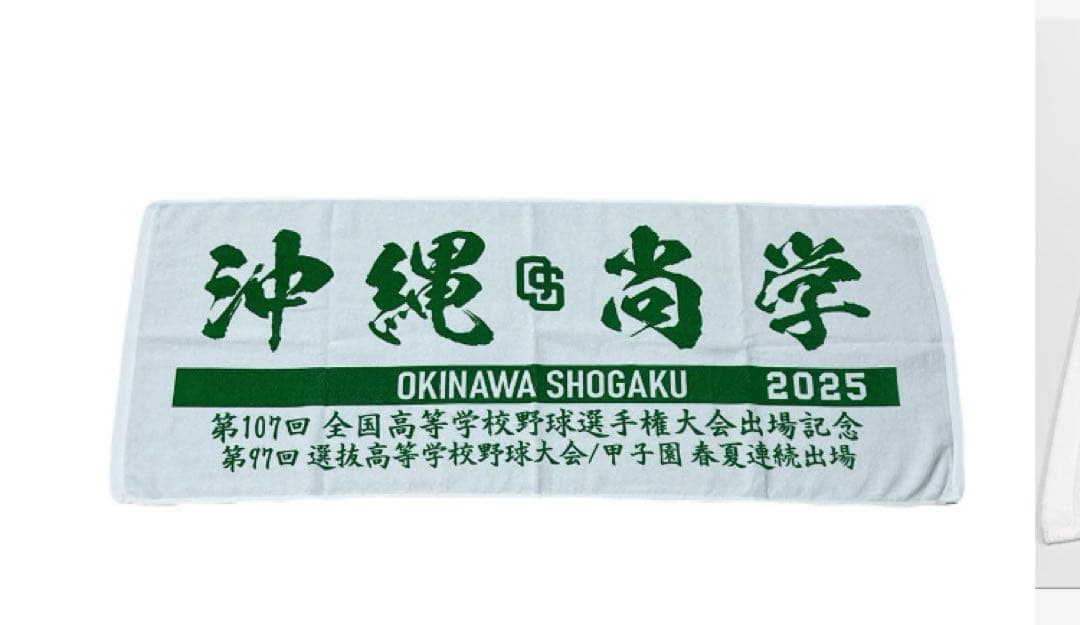 沖縄 OS 尚学
OKINAWA SHOGAKU 2025
第107回 全国高等学校野球選手権大会出場記念
第97回 選抜高等学校野球大会/甲子園 春夏連続出場